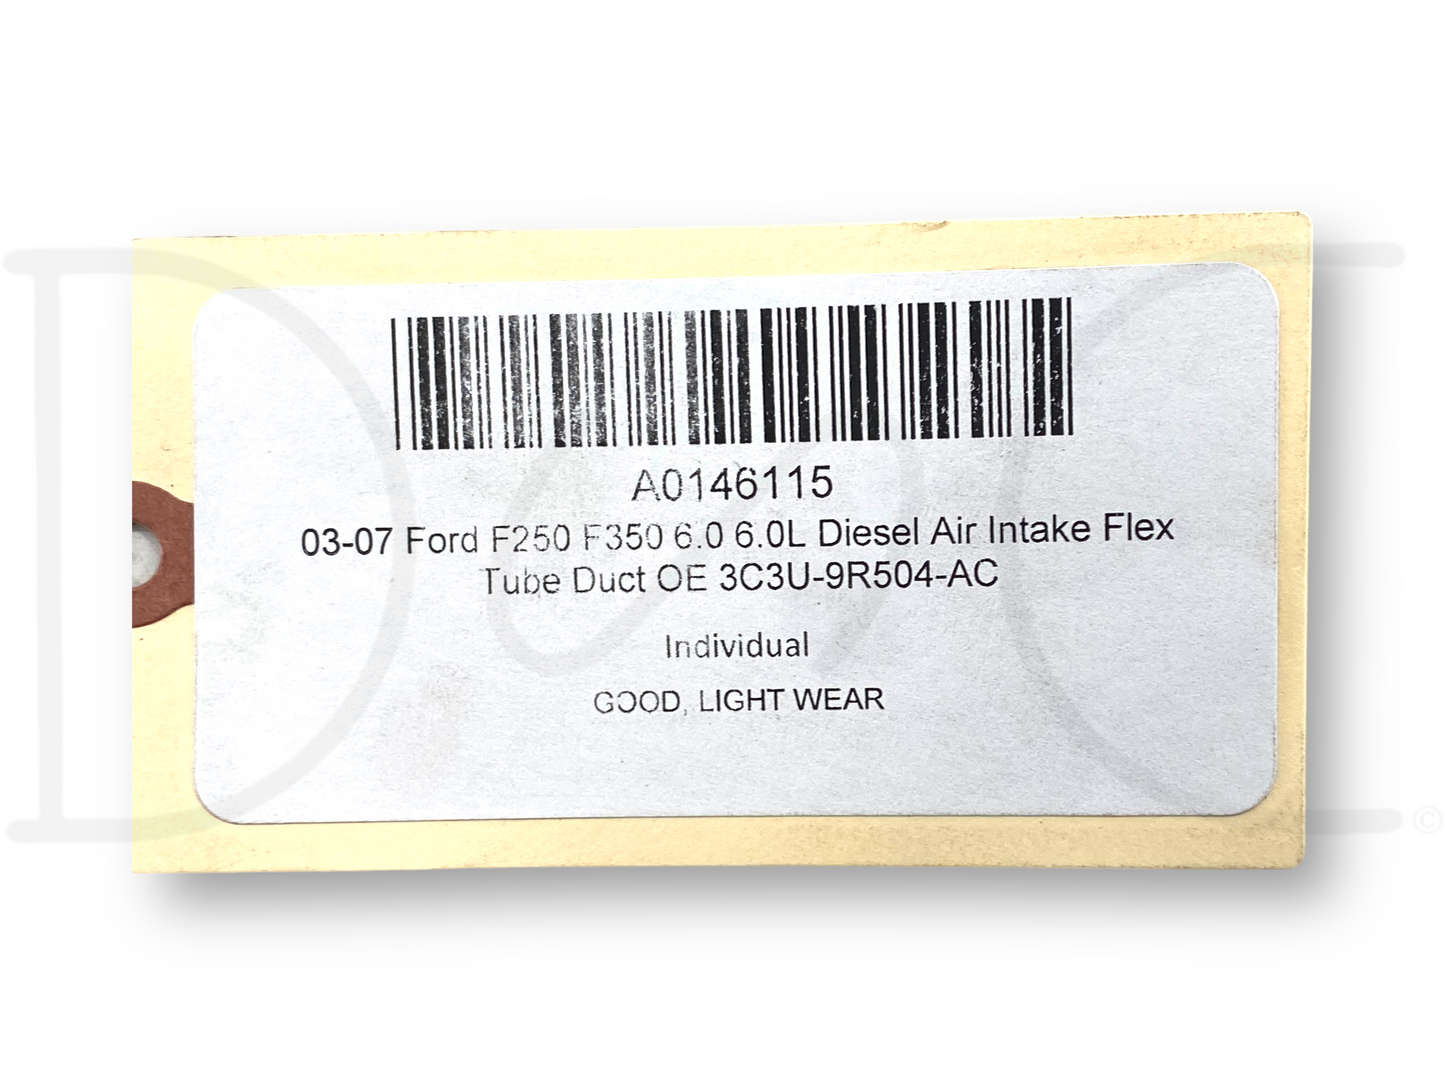 A0146115
03-07 Ford F250 F350 6.0 6.0L Diesel Air Intake Flex
Tube Duct OE 3C3U-9R504-AC
Individual
GOOD, LIGHT WEAR
©